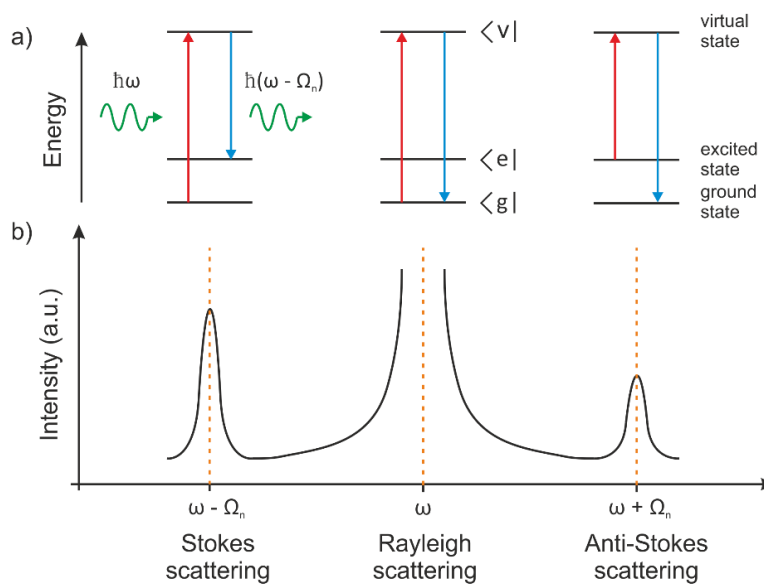 a)
Energy
ħω
ħ(ω - Ωₙ)
<v|
<e|
<g|
virtual
state
excited
state
ground
state
b)
Intensity (a.u.)
ω - Ωₙ
ω
ω + Ωₙ
Stokes
scattering
Rayleigh
scattering
Anti-Stokes
scattering